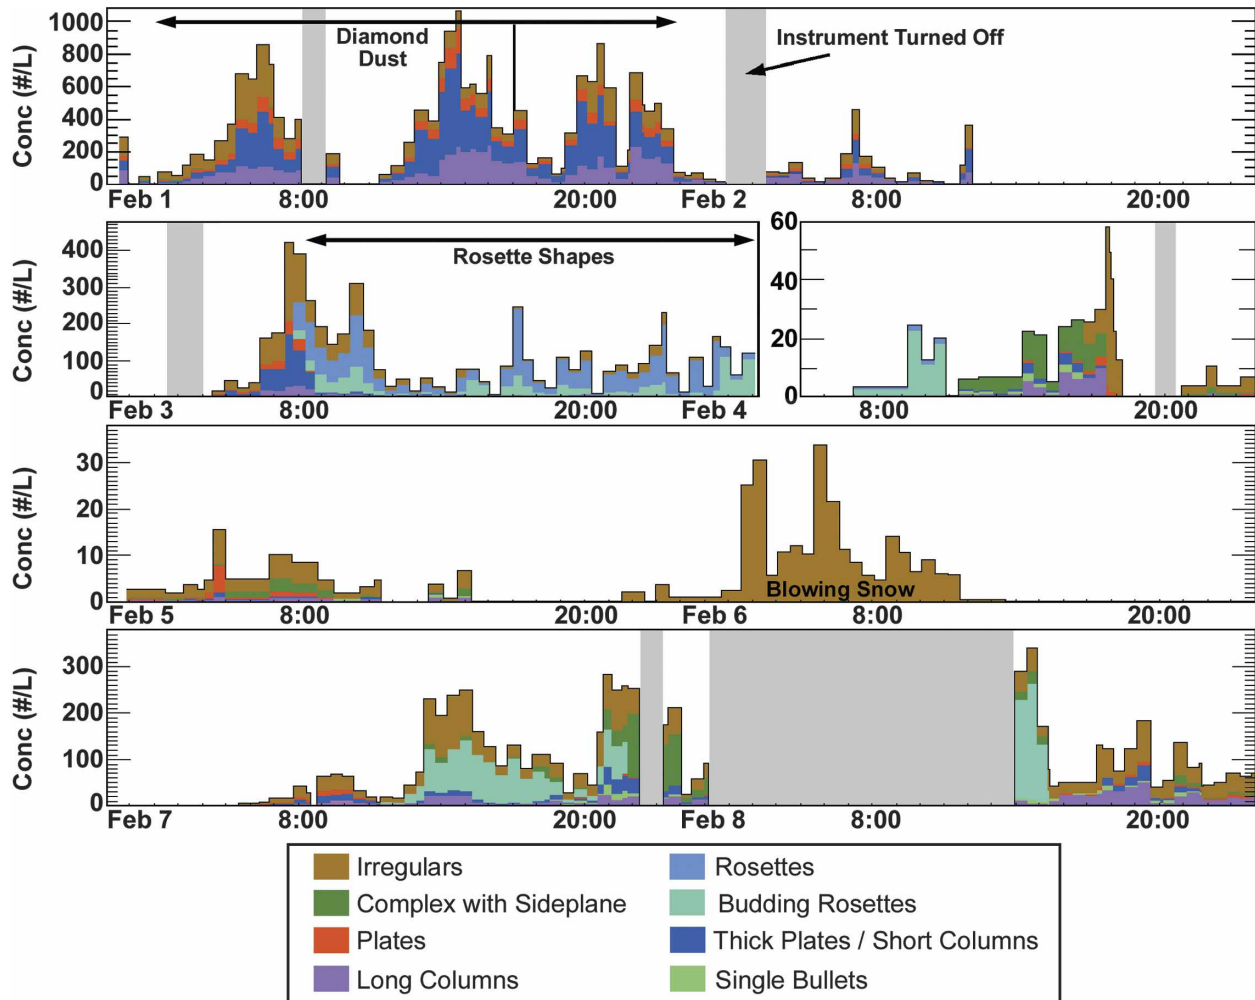 Conc (#/L)
1000
800
600
400
200
0
Diamond
Dust
Instrument Turned Off
Feb 1
8:00
20:00
Feb 2
8:00
20:00
Conc (#/L)
400
300
200
100
0
Rosette Shapes
60
40
20
0
Feb 3
8:00
20:00
Feb 4
8:00
20:00
Conc (#/L)
30
20
10
0
Blowing Snow
Feb 5
8:00
20:00
Feb 6
8:00
20:00
Conc (#/L)
300
200
100
0
Feb 7
8:00
20:00
Feb 8
8:00
20:00
Irregulars
Complex with Sideplane
Plates
Long Columns
Rosettes
Budding Rosettes
Thick Plates / Short Columns
Single Bullets